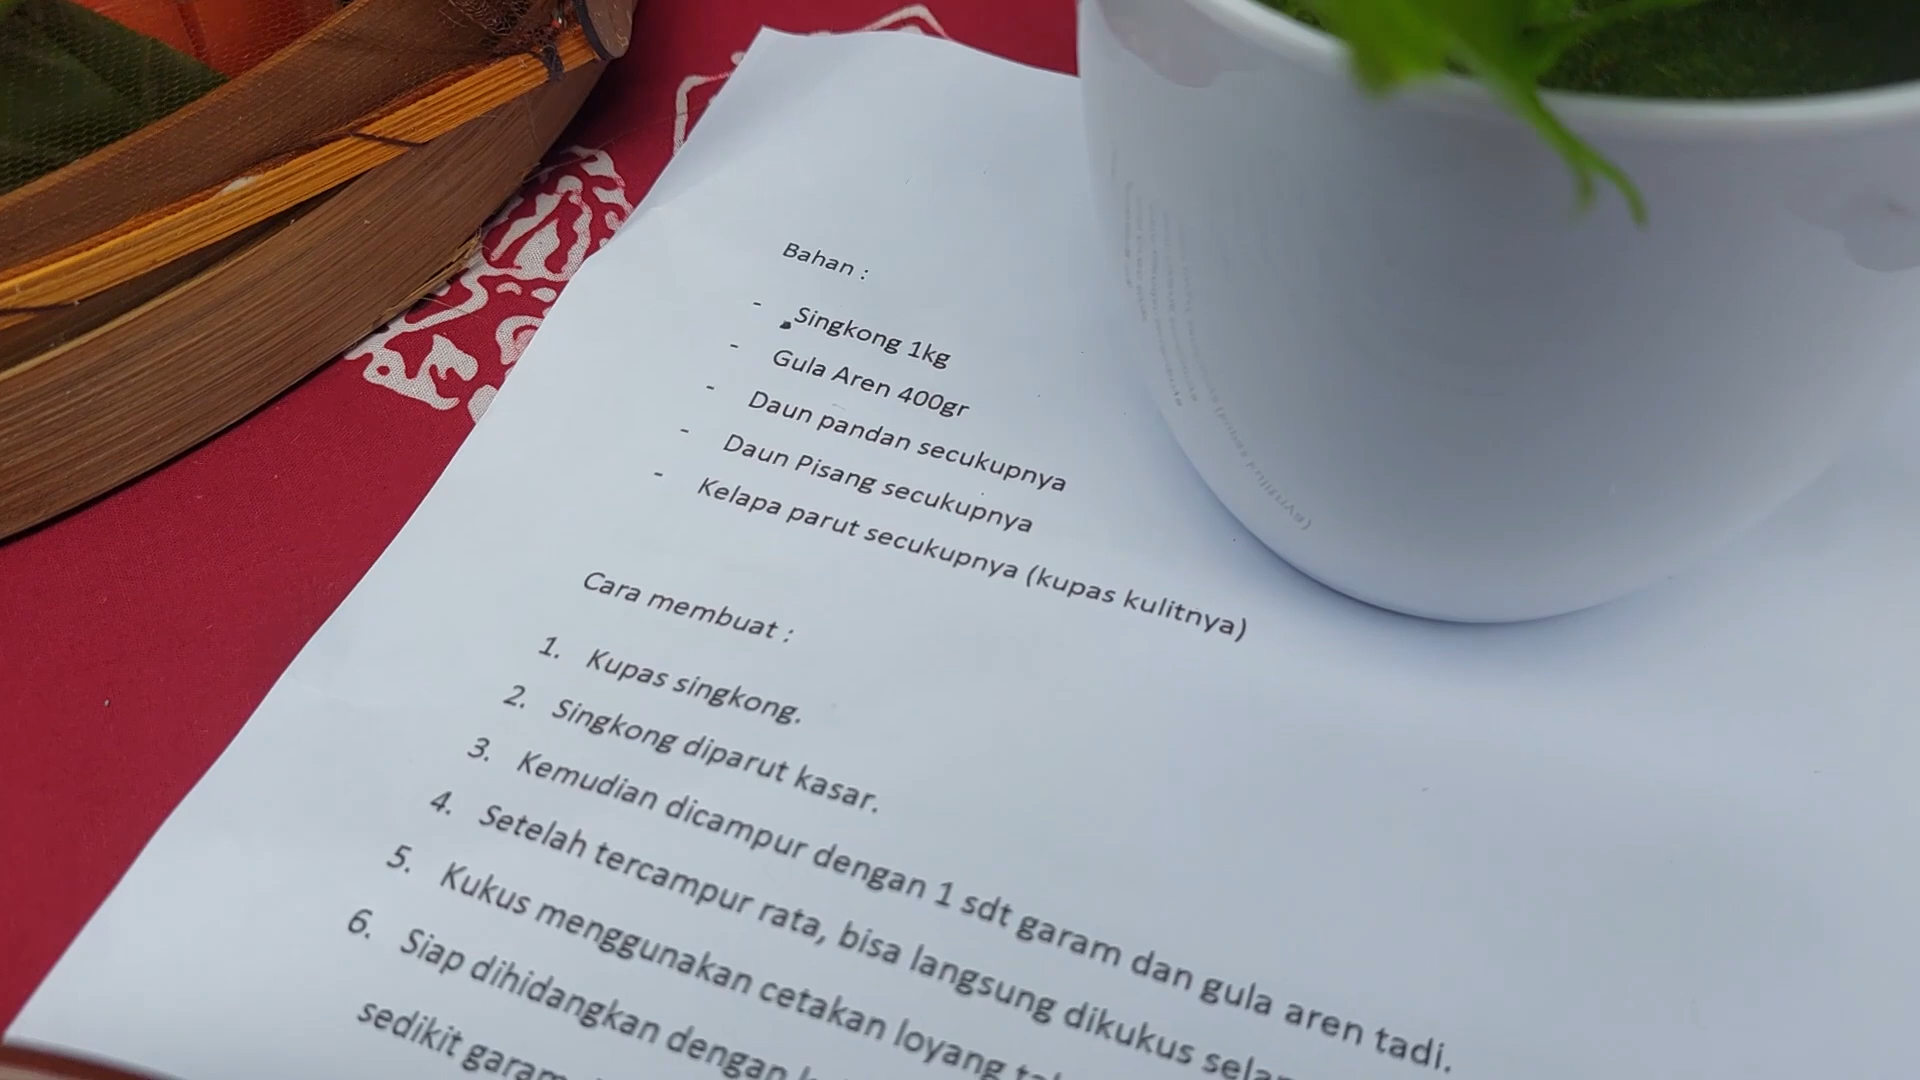 Bahan :
- Singkong 1kg
- Gula Aren 400gr
- Daun pandan secukupnya
- Daun Pisang secukupnya
- Kelapa parut secukupnya (kupas kulitnya)
Cara membuat :
1. Kupas singkong.
2. Singkong diparut kasar.
3. Kemudian dicampur dengan 1 sdt garam dan gula aren tadi.
4. Setelah tercampur rata, bisa langsung dikukus
5. Kukus menggunakan cetakan loyang
6. Siap dihidangkan dengan
sedikit garam